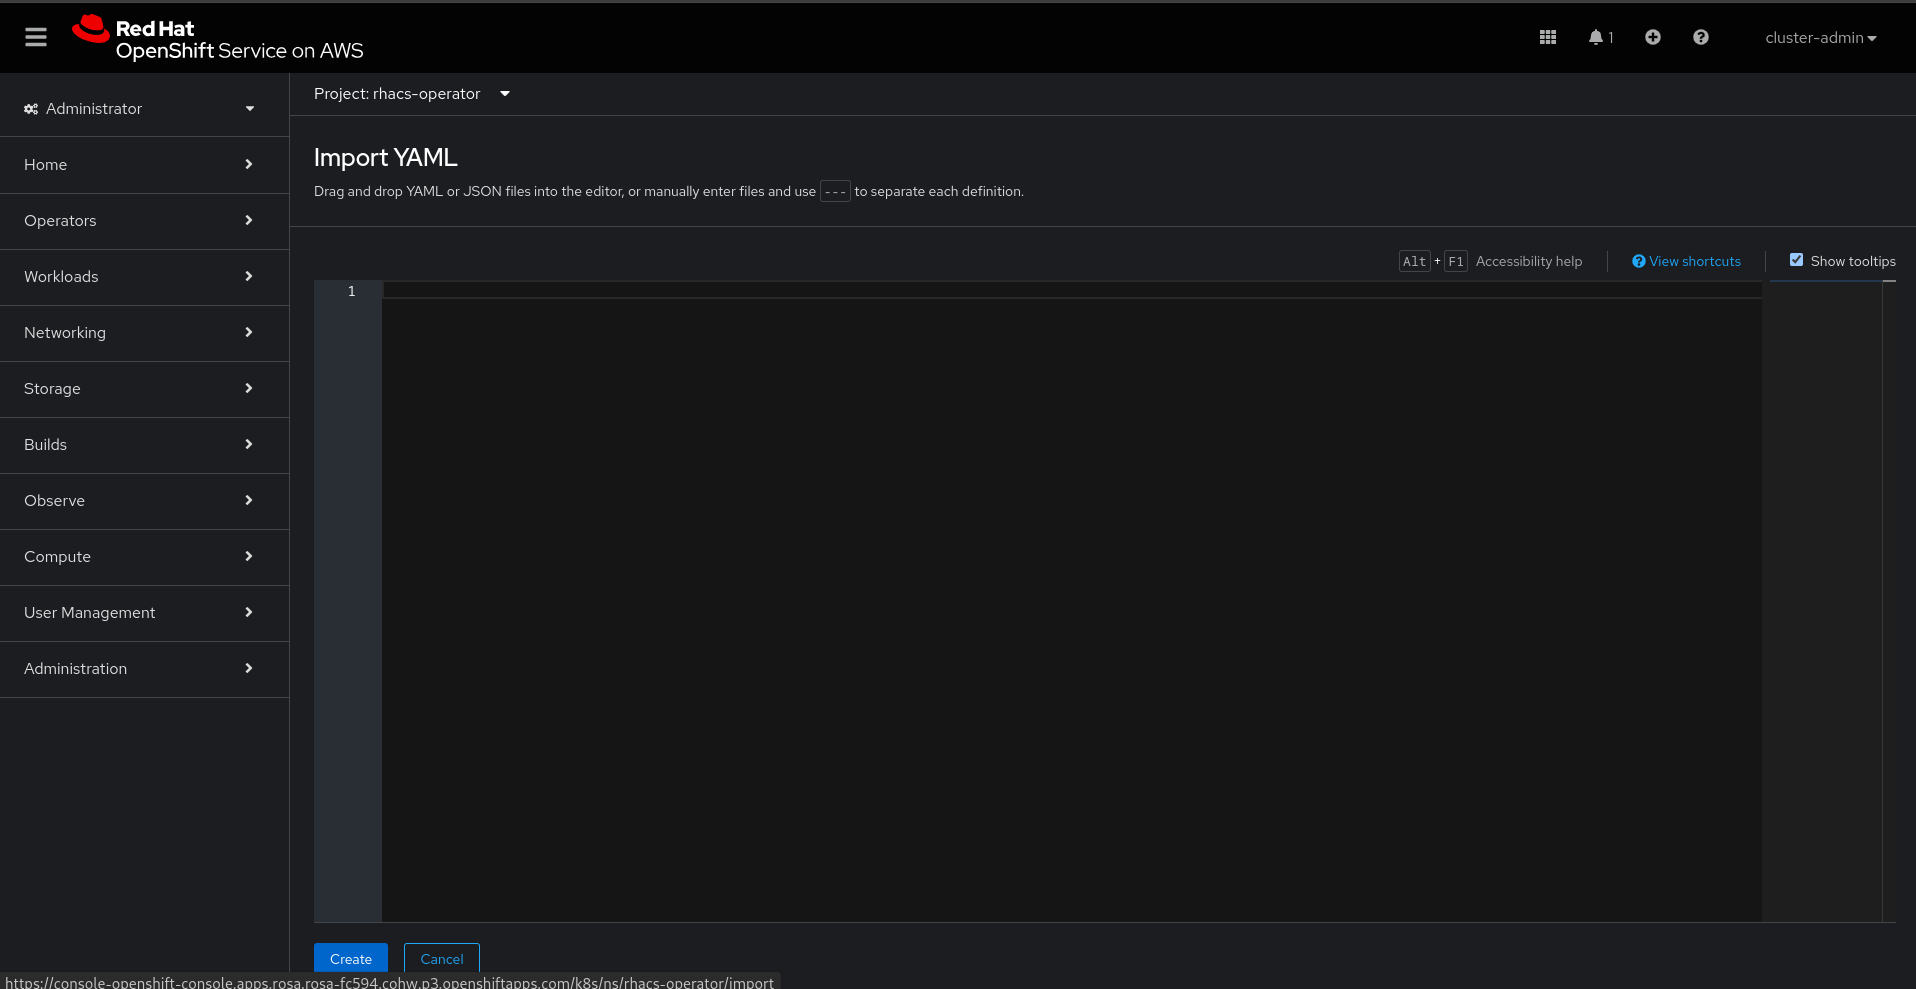 Red Hat
OpenShift Service on AWS
1
cluster-admin
Administrator
Home
Operators
Workloads
Networking
Storage
Builds
Observe
Compute
User Management
Administration
Project: rhacs-operator
Import YAML
Drag and drop YAML or JSON files into the editor, or manually enter files and use --- to separate each definition.
Alt + F1 Accessibility help
View shortcuts
Show tooltips
1
Create
Cancel
https://console-openshift-console.apps.rosa.rosa-fc594.cohw.p3.openshiftapps.com/k8s/ns/rhacs-operator/import